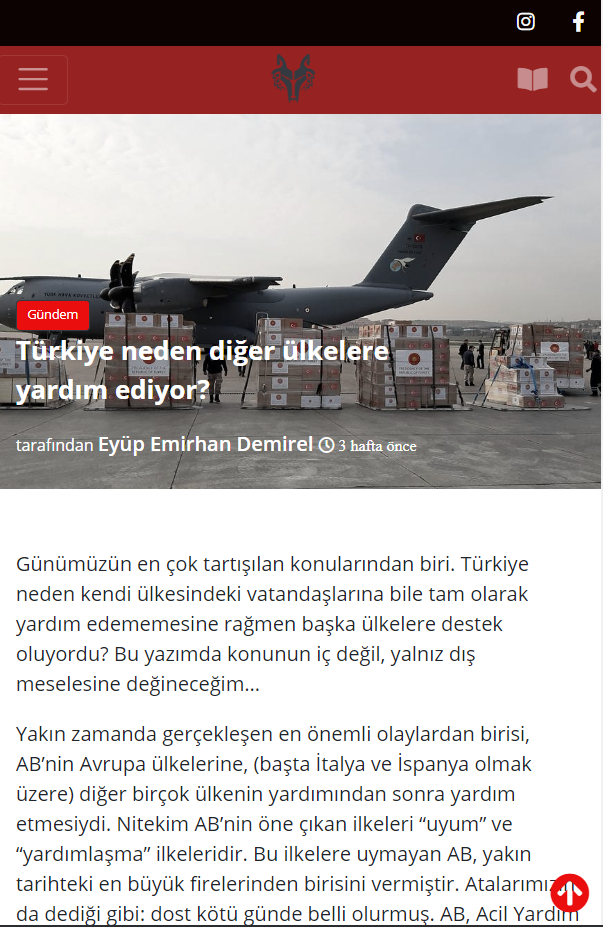 Gündem
Türkiye neden diğer ülkelere
yardım ediyor?
tarafından Eyüp Emirhan Demirel 3 hafta önce
Günümüzün en çok tartışılan konularından biri. Türkiye
neden kendi ülkesindeki vatandaşlarına bile tam olarak
yardım edememesine rağmen başka ülkelere destek
oluyordu? Bu yazımda konunun iç değil, yalnız dış
meselesine değineceğim...
Yakın zamanda gerçekleşen en önemli olaylardan birisi,
AB’nin Avrupa ülkelerine, (başta İtalya ve İspanya olmak
üzere) diğer birçok ülkenin yardımından sonra yardım
etmesiydi. Nitekim AB’nin öne çıkan ilkeleri “uyum” ve
“yardımlaşma” ilkeleridir. Bu ilkelere uymayan AB, yakın
tarihteki en büyük firelerinden birisini vermiştir. Atalarımızın
da dediği gibi: dost kötü günde belli olurmuş. AB, Acil Yardım